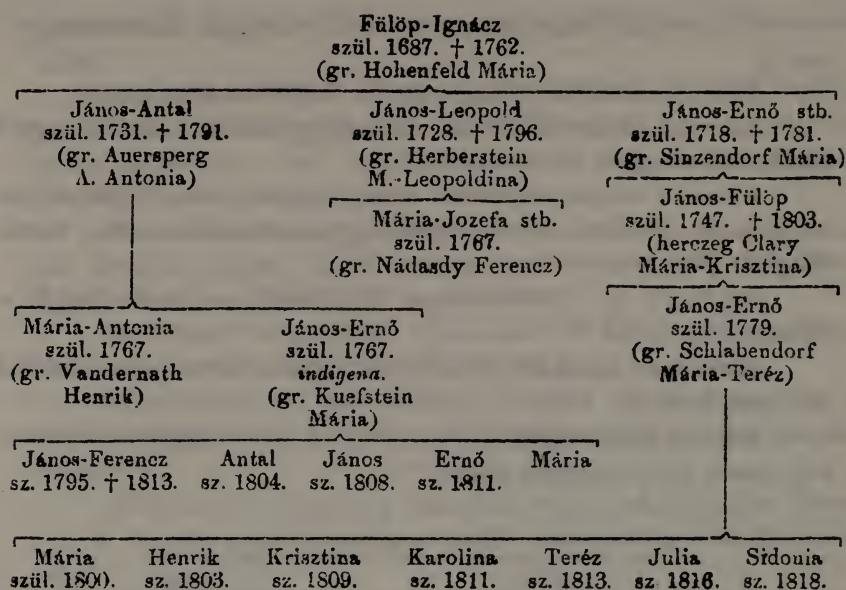 Fülöp-Ignácz
szül. 1687. † 1762.
(gr. Hohenfeld Mária)
János-Antal
szül. 1731. † 1791.
(gr. Auersperg
A. Antonia)
János-Leopold
szül. 1728. † 1796.
(gr. Herberstein
M.-Leopoldina)
János-Ernő stb.
szül. 1718. † 1781.
(gr. Sinzendorf Mária)
Mária-Jozefa stb.
szül. 1767.
(gr. Nádasdy Ferencz)
János-Fülöp
szül. 1747. † 1803.
(herczeg Clary
Mária-Krisztina)
Mária-Antonia
szül. 1767.
(gr. Vandernath
Henrik)
János-Ernő
szül. 1767.
indigena.
(gr. Kuefstein
Mária)
János-Ernő
szül. 1779.
(gr. Schlabendorf
Mária-Teréz)
János-Ferencz
sz. 1795. † 1813.
Antal
sz. 1804.
János
sz. 1808.
Ernő
sz. 1811.
Mária
Mária
szül. 1800.
Henrik
sz. 1803.
Krisztina
sz. 1809.
Karolina
sz. 1811.
Teréz
sz. 1813.
Julia
sz 1816.
Sidonia
sz. 1818.